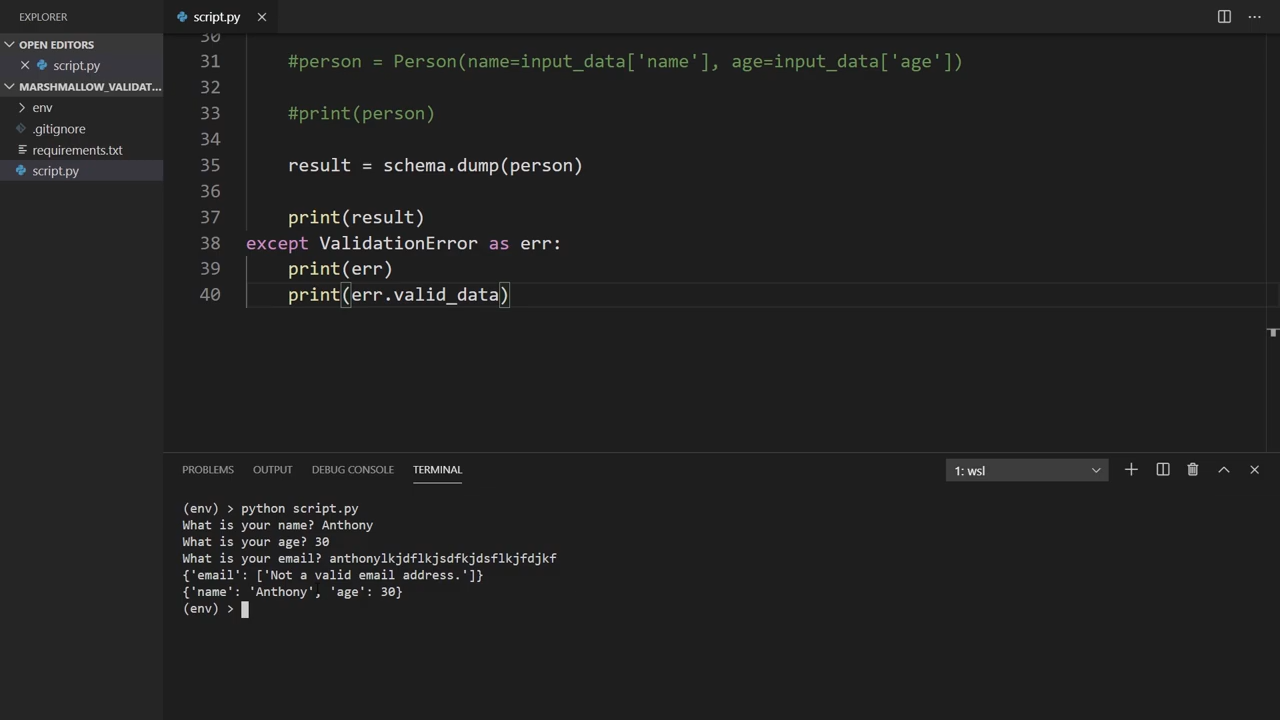 EXPLORER
script.py
OPEN EDITORS
script.py
MARSHMALLOW_VALIDAT...
env
.gitignore
requirements.txt
script.py
30
31 #person = Person(name=input_data['name'], age=input_data['age'])
32
33 #print(person)
34
35 result = schema.dump(person)
36
37 print(result)
38 except ValidationError as err:
39 print(err)
40 print(err.valid_data)
PROBLEMS OUTPUT DEBUG CONSOLE TERMINAL
1: wsl
(env) > python script.py
What is your name? Anthony
What is your age? 30
What is your email? anthonylkjdflkjsdfkjdsflkjfdjkf
{'email': ['Not a valid email address.']}
{'name': 'Anthony', 'age': 30}
(env) >